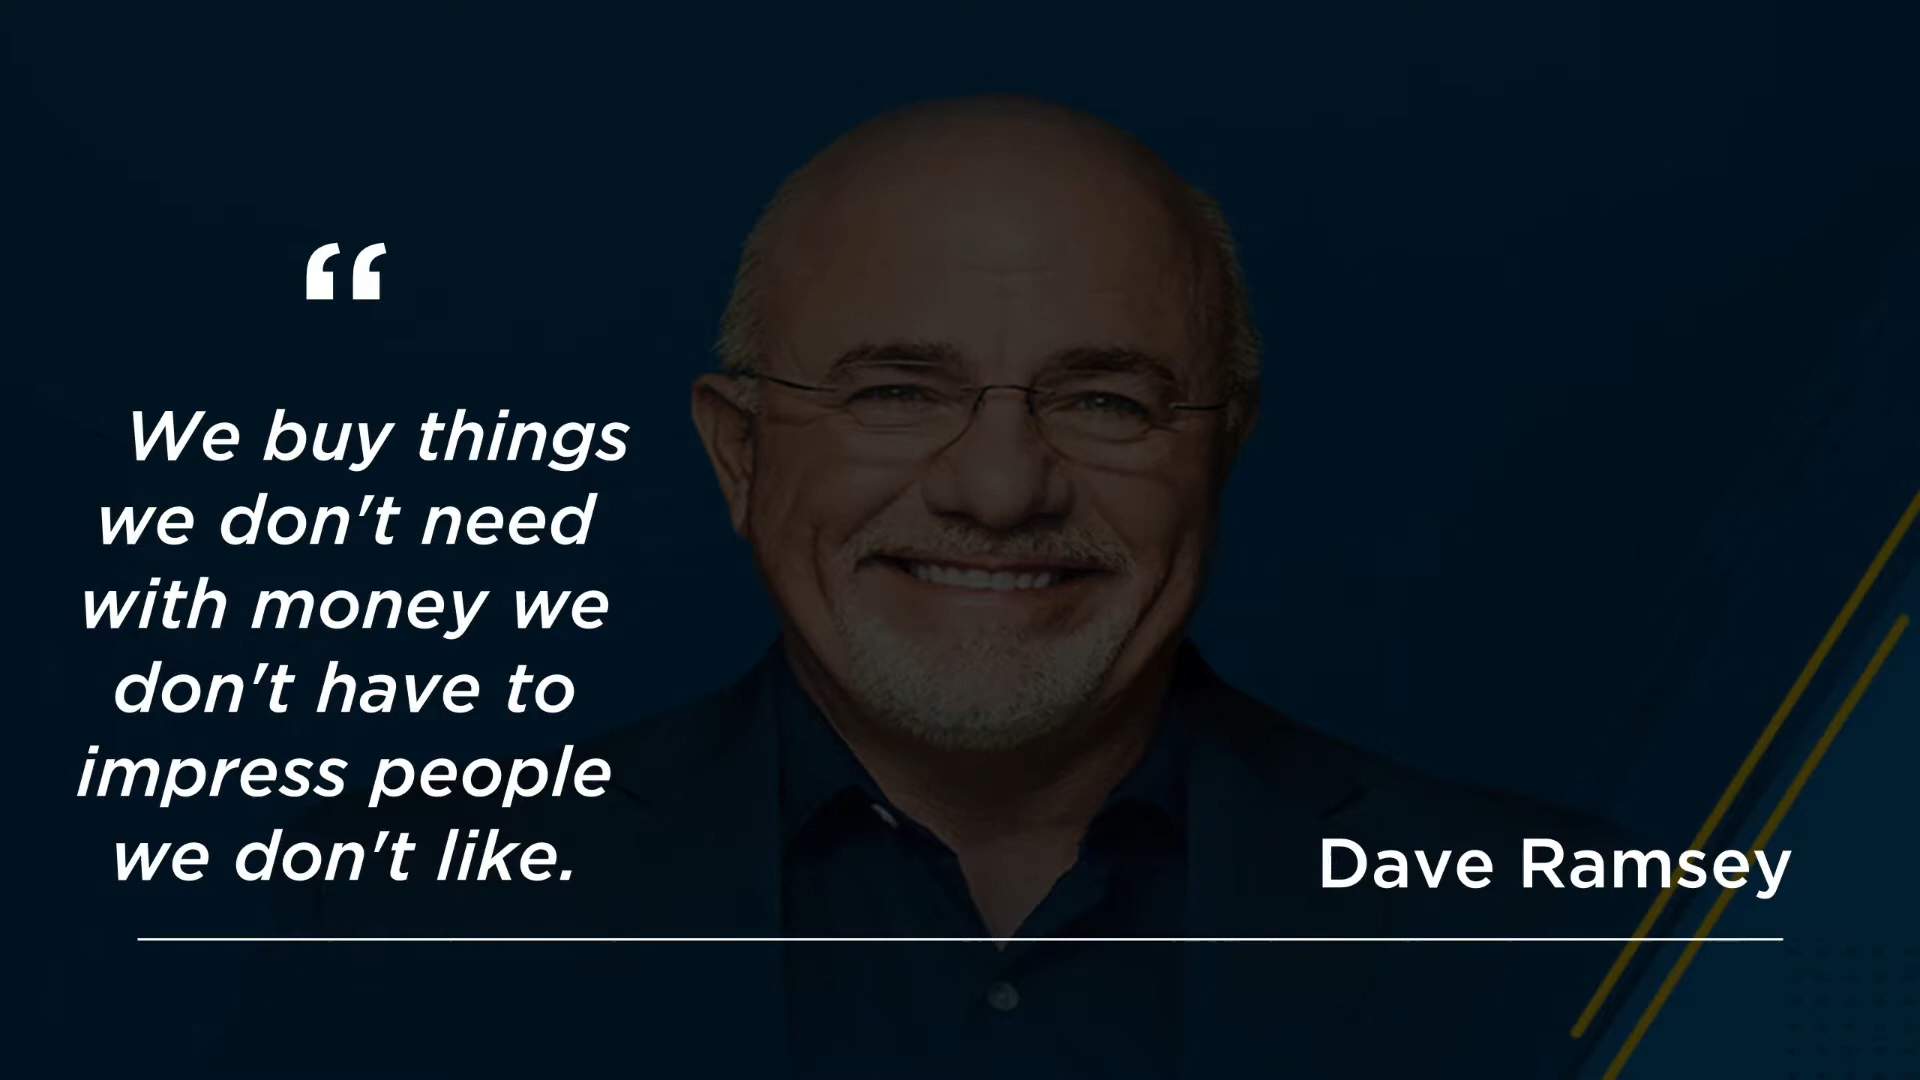 “
We buy things
we don't need
with money we
don't have to
impress people
we don't like.
Dave Ramsey